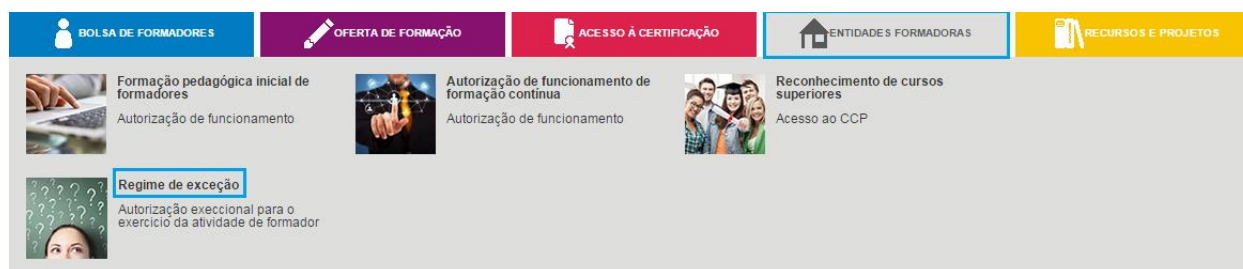 BOLSA DE FORMADORES
OFERTA DE FORMAÇÃO
ACESSO À CERTIFICAÇÃO
ENTIDADES FORMADORAS
RECURSOS E PROJETOS
Formação pedagógica inicial de
formadores
Autorização de funcionamento
Autorização de funcionamento de
formação contínua
Autorização de funcionamento
Reconhecimento de cursos
superiores
Acesso ao CCP
Regime de exceção
Autorização execcional para o
exercicio da atividade de formador